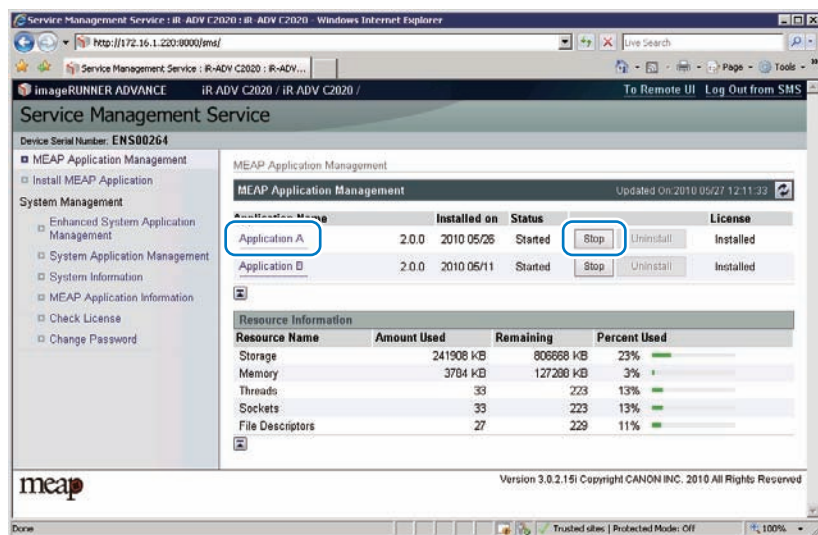 Service Management Service : iR-ADV C2020 : iR-ADV C2020 - Windows Internet Explorer
http://172.16.1.220:8000/sms/
Live Search
Service Management Service : iR-ADV C2020 : iR-ADV...
Page
Tools
imageRUNNER ADVANCE iR-ADV C2020 / iR-ADV C2020 / To Remote UI Log Out from SMS
Service Management Service
Device Serial Number: ENS00264
MEAP Application Management
Install MEAP Application
System Management
Enhanced System Application Management
System Application Management
System Information
MEAP Application Information
Check License
Change Password
MEAP Application Management
MEAP Application Management Updated On:2010 05/27 12:11:33
Application Name Installed on Status License
Application A 2.0.0 2010 05/26 Started Stop Uninstall Installed
Application B 2.0.0 2010 05/11 Started Stop Uninstall Installed
Resource Information
Resource Name Amount Used Remaining Percent Used
Storage 241908 KB 806668 KB 23%
Memory 3784 KB 127288 KB 3%
Threads 33 223 13%
Sockets 33 223 13%
File Descriptors 27 229 11%
meap
Version 3.0.2.15i Copyright CANON INC. 2010 All Rights Reserved
Done
Trusted sites | Protected Mode: Off
100%